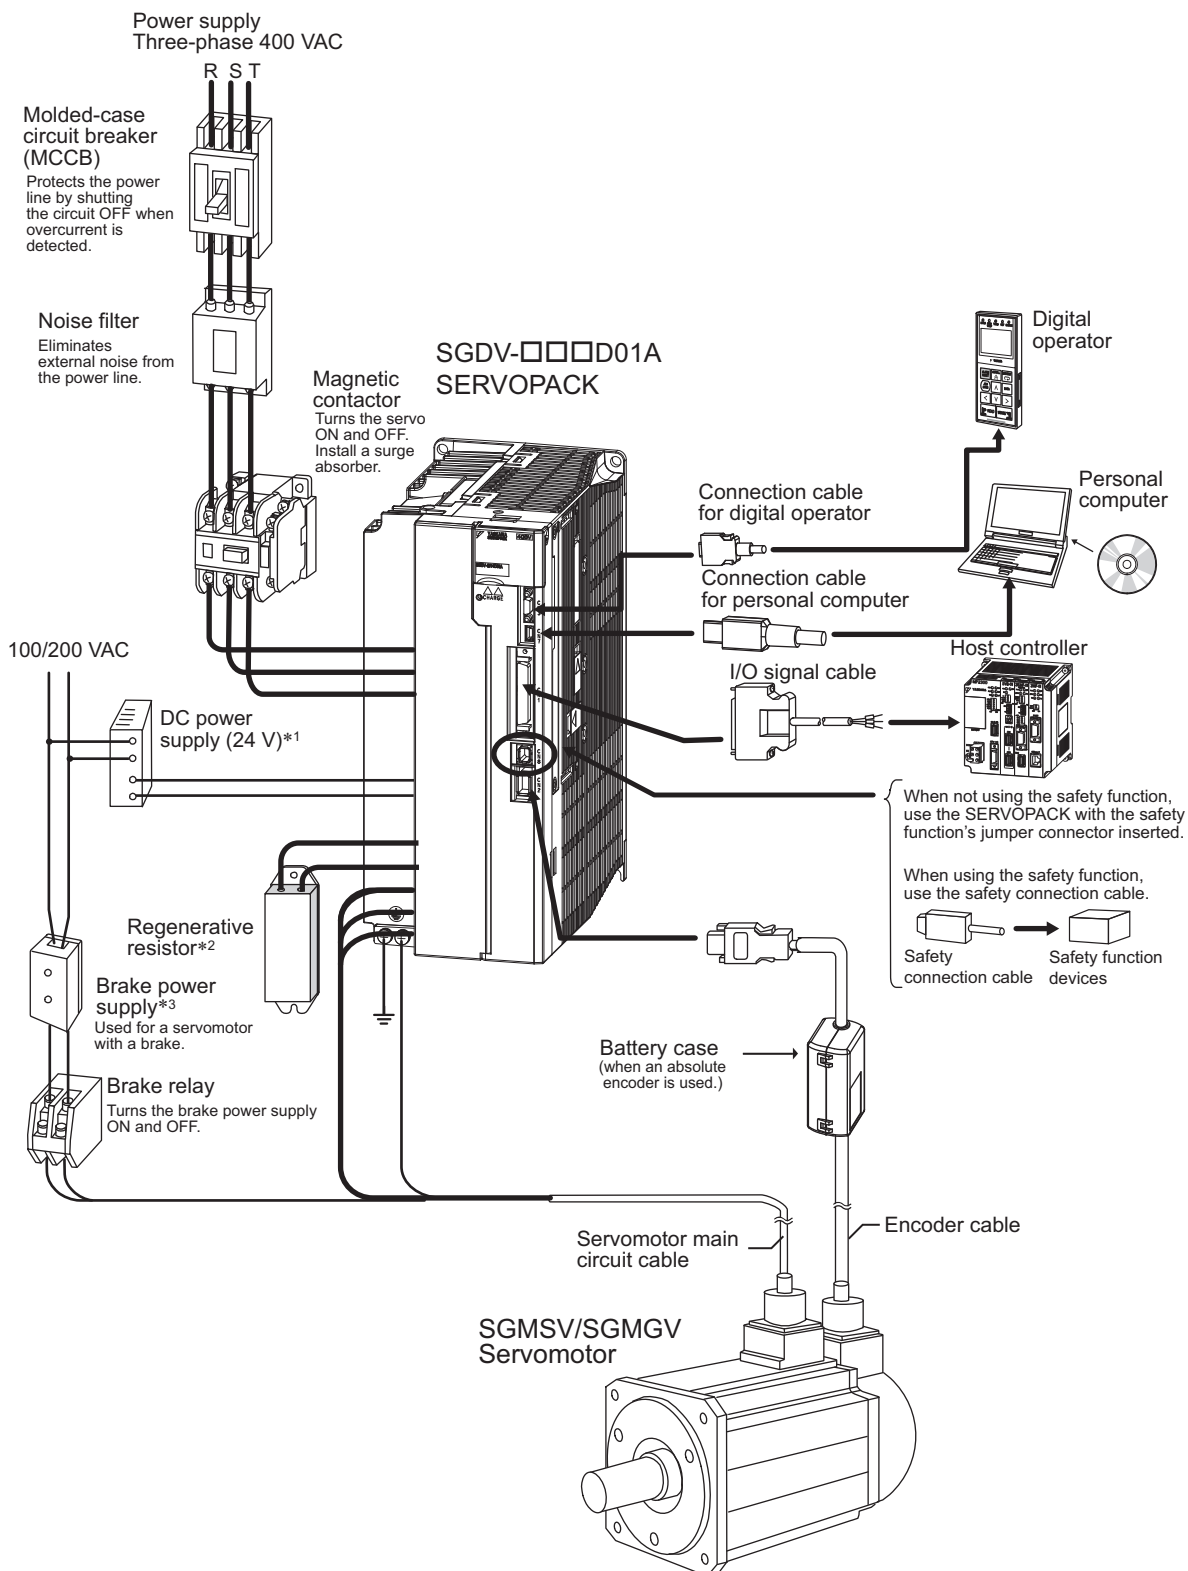 Power supply
Three-phase 400 VAC
R S T
Molded-case
circuit breaker
(MCCB)
Protects the power
line by shutting
the circuit OFF when
overcurrent is
detected.
Noise filter
Eliminates
external noise from
the power line.
Magnetic
contactor
Turns the servo
ON and OFF.
Install a surge
absorber.
SGDV-□□□D01A
SERVOPACK
Digital
operator
Connection cable
for digital operator
Personal
computer
Connection cable
for personal computer
I/O signal cable
Host controller
100/200 VAC
DC power
supply (24 V)*1
CHARGE
When not using the safety function,
use the SERVOPACK with the safety
function's jumper connector inserted.
When using the safety function,
use the safety connection cable.
Safety
connection cable
Safety function
devices
Regenerative
resistor*2
Brake power
supply*3
Used for a servomotor
with a brake.
Brake relay
Turns the brake power supply
ON and OFF.
Battery case
(when an absolute
encoder is used.)
Servomotor main
circuit cable
Encoder cable
SGMSV/SGMGV
Servomotor